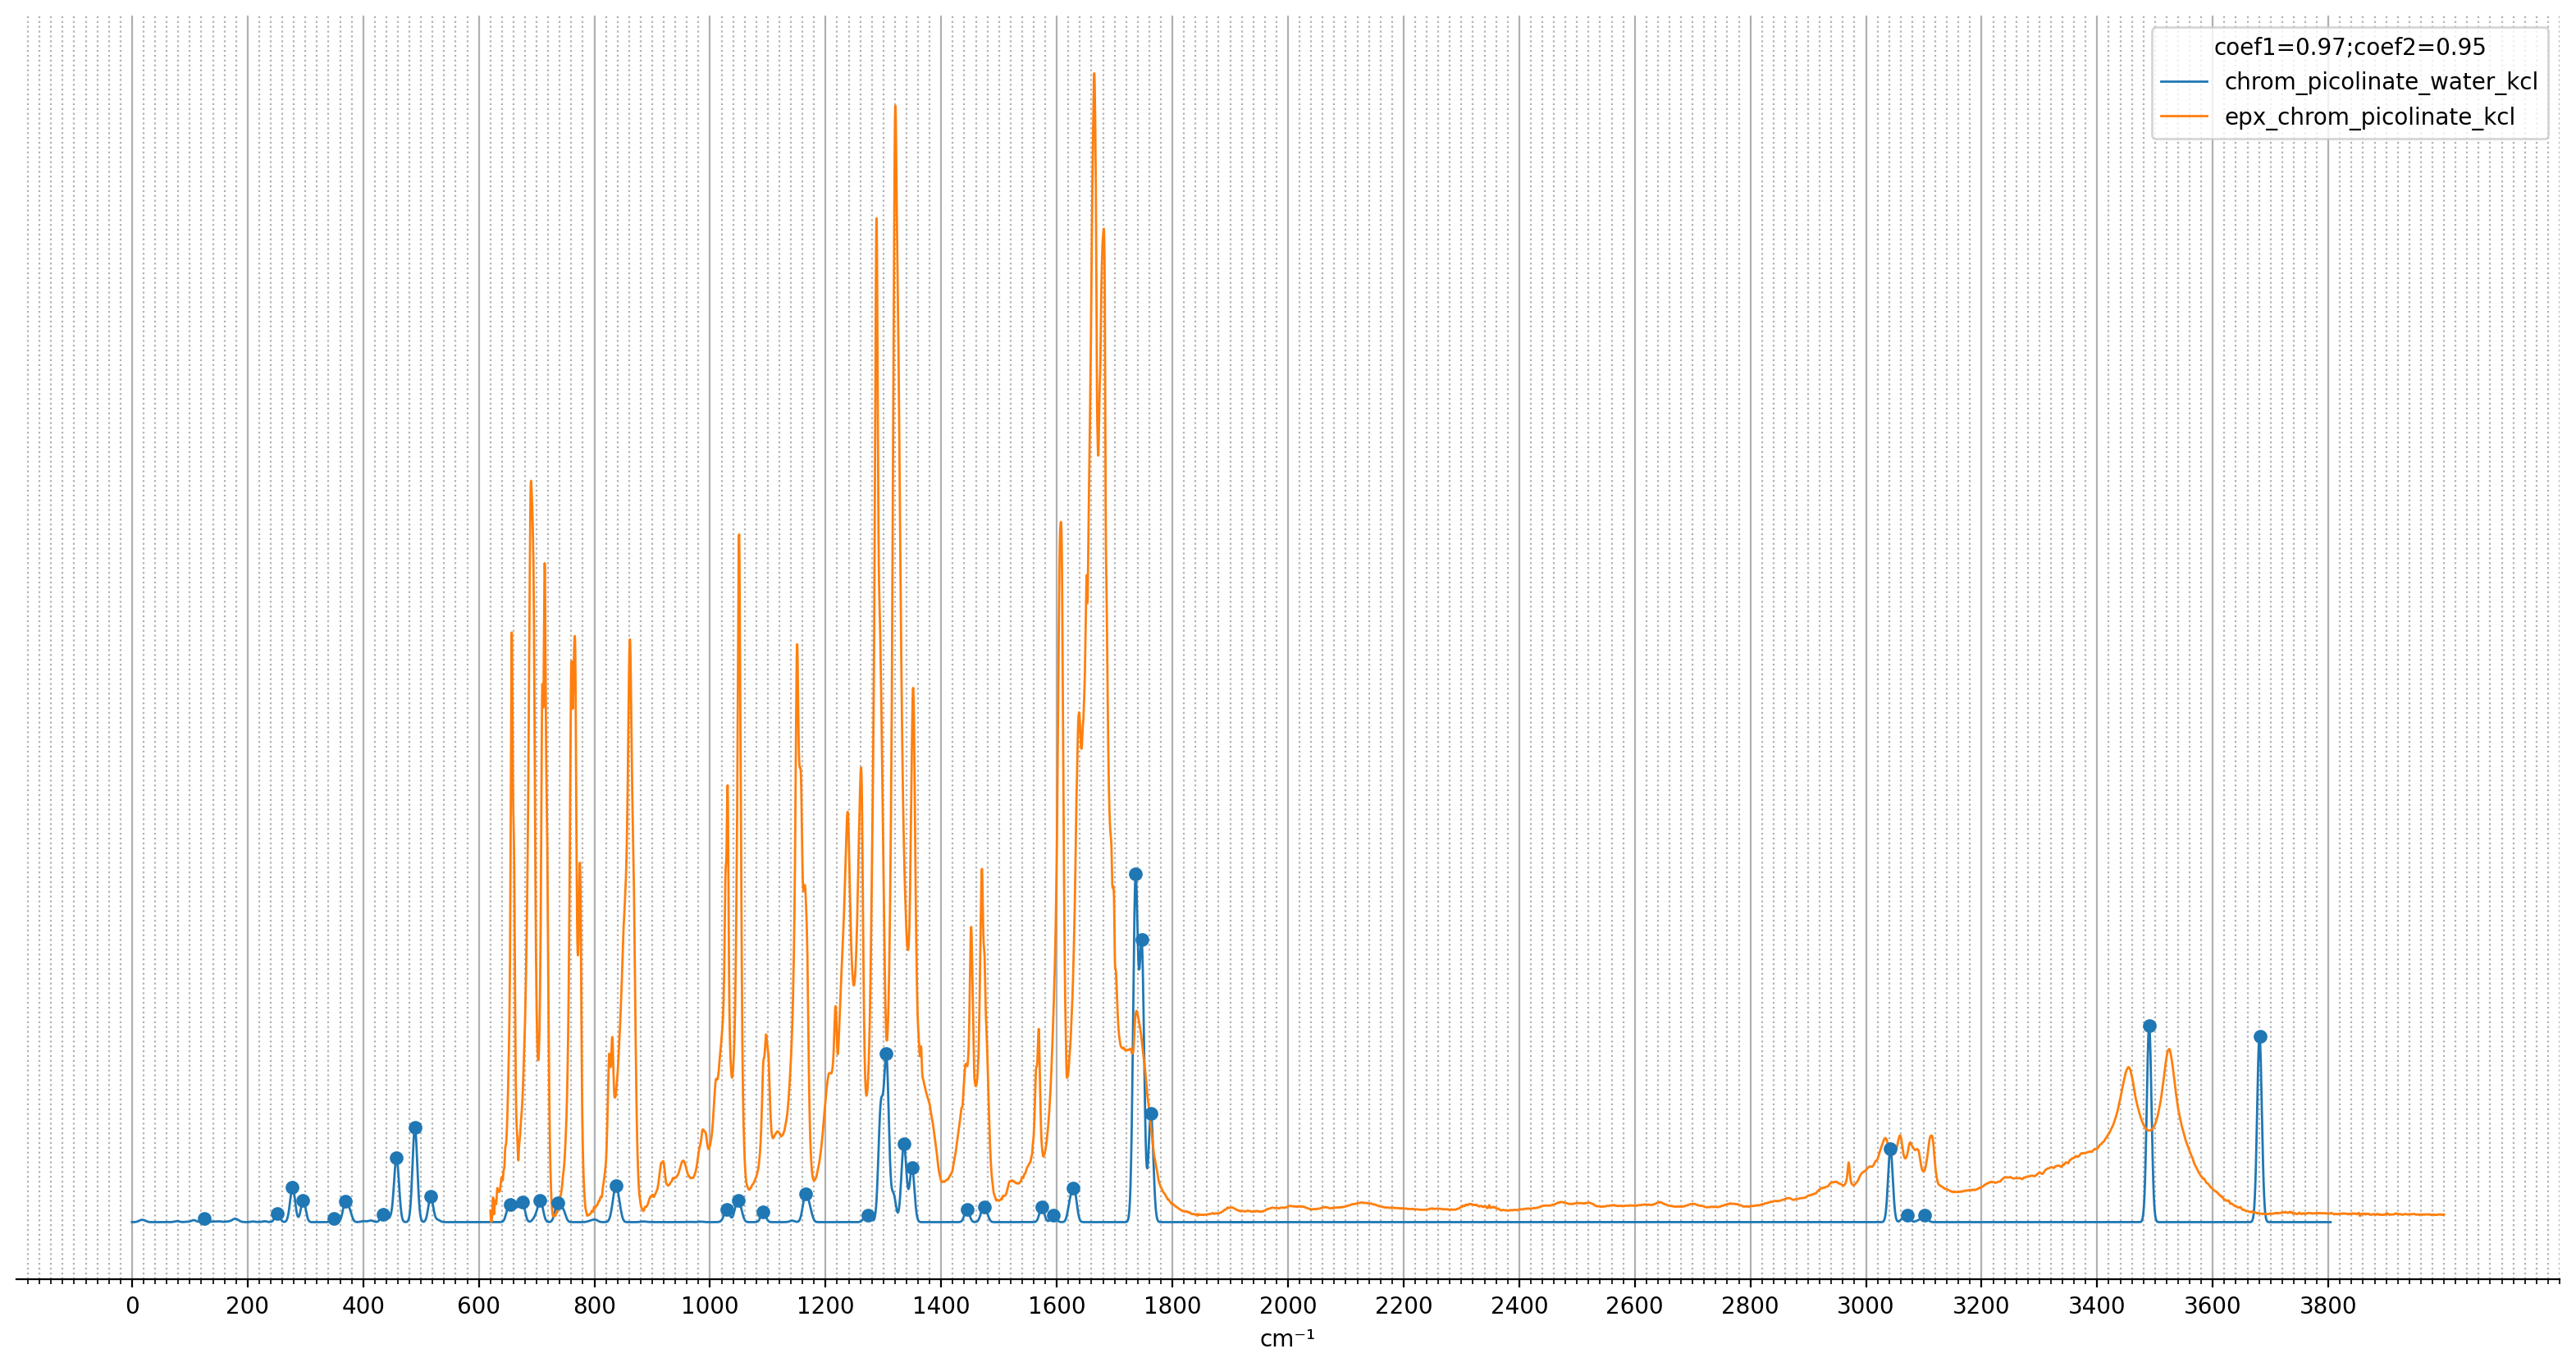 coef1=0.97;coef2=0.95
chrom_picolinate_water_kcl
epx_chrom_picolinate_kcl
0 200 400 600 800 1000 1200 1400 1600 1800 2000 2200 2400 2600 2800 3000 3200 3400 3600 3800
cm⁻¹